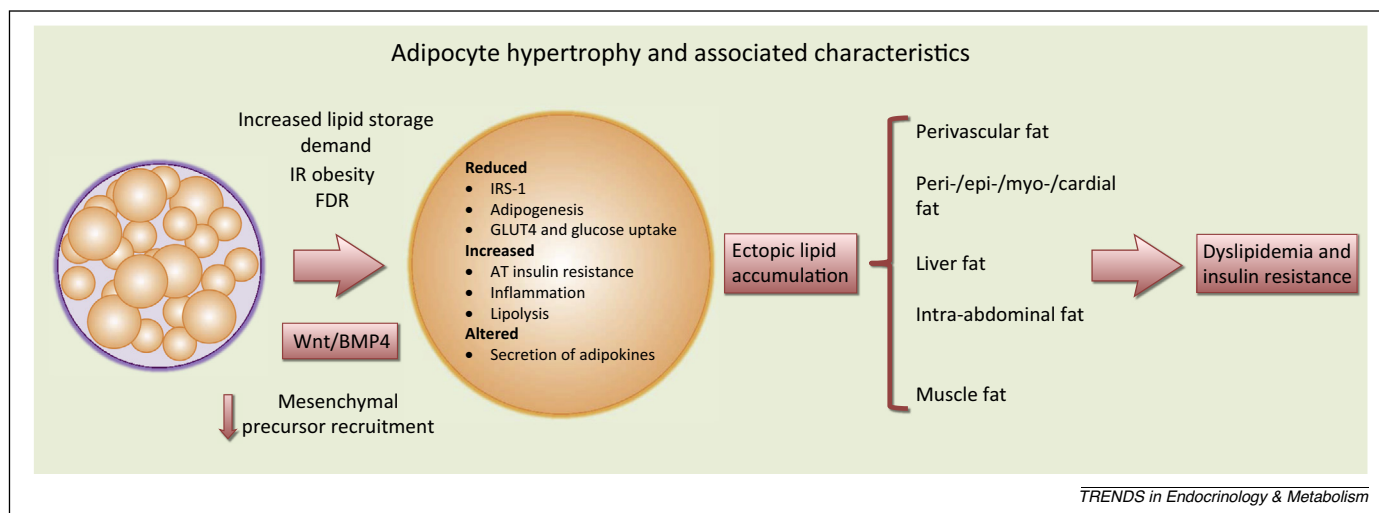 Adipocyte hypertrophy and associated characteristics
Increased lipid storage
demand
IR obesity
FDR
Wnt/BMP4
Mesenchymal
precursor recruitment
Reduced
• IRS-1
• Adipogenesis
• GLUT4 and glucose uptake
Increased
• AT insulin resistance
• Inflammation
• Lipolysis
Altered
• Secretion of adipokines
Ectopic lipid
accumulation
Perivascular fat
Peri-/epi-/myo-/cardial
fat
Liver fat
Intra-abdominal fat
Muscle fat
Dyslipidemia and
insulin resistance
TRENDS in Endocrinology & Metabolism